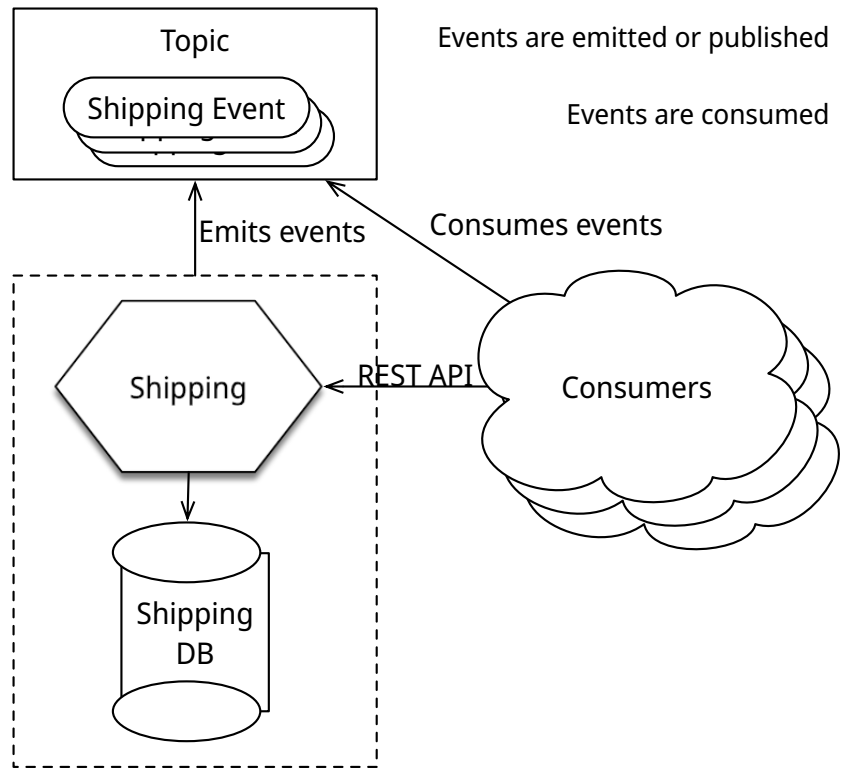 Topic
Shipping Event
Events are emitted or published
Events are consumed
Emits events
Consumes events
REST API
Shipping
Consumers
Shipping
DB